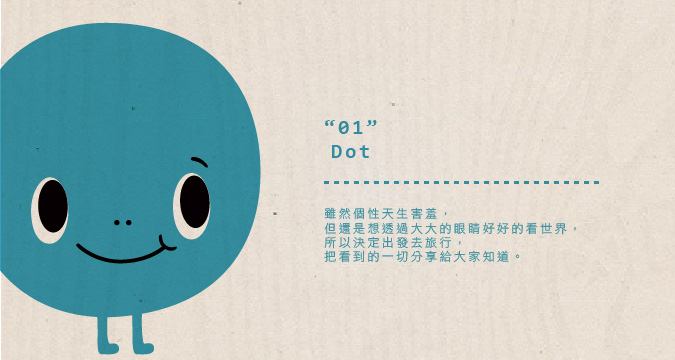 “01”
Dot
雖然個性天生害羞，
但還是想透過大大的眼睛好好的看世界，
所以決定出發去旅行，
把看到的一切分享給大家知道。